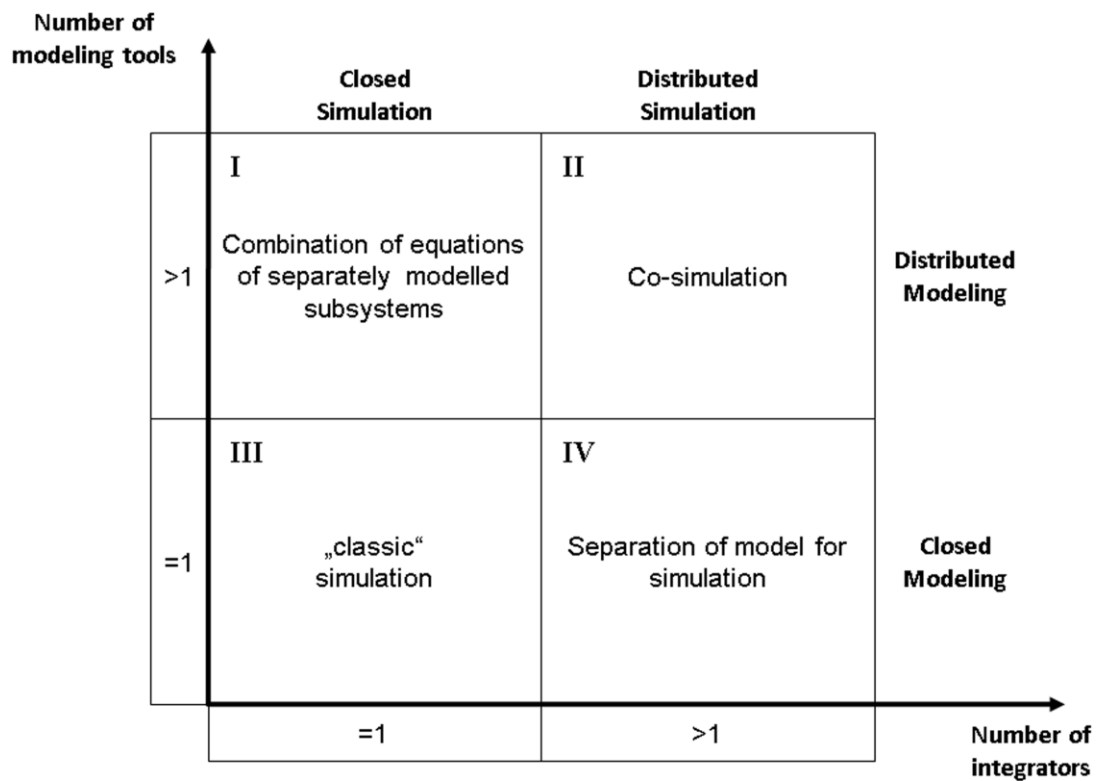 Number of
modeling tools
Closed
Simulation
Distributed
Simulation
I
II
Combination of equations
of separately modelled
subsystems
>1
Co-simulation
Distributed
Modeling
III
IV
„classic“
simulation
=1
Separation of model for
simulation
Closed
Modeling
=1
>1
Number of
integrators